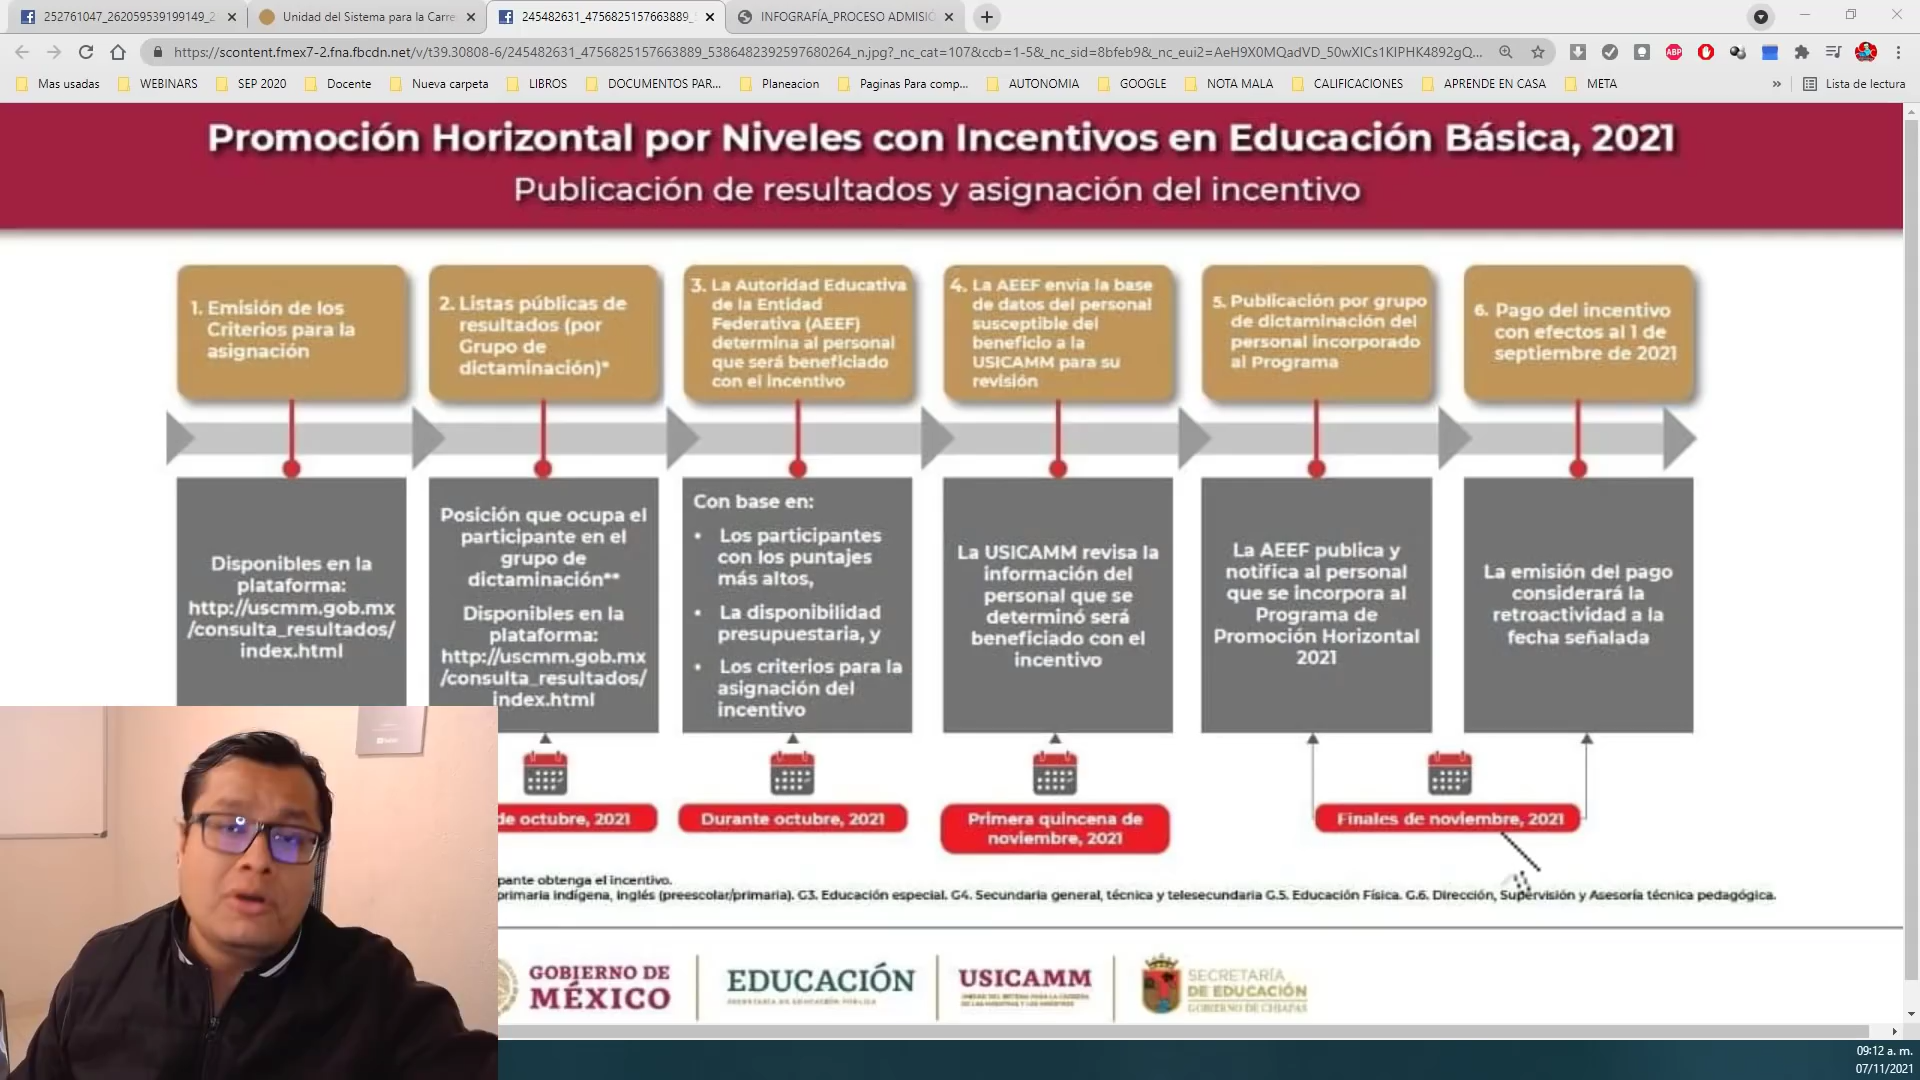 252761047_262059539199149_2
Unidad del Sistema para la Carre
245482631_4756825157663889_
INFOGRAFÍA_PROCESO ADMISIÓ
https://scontent.fmex7-2.fna.fbcdn.net/v/t39.30808-6/245482631_4756825157663889_5386482392597680264_n.jpg?_nc_cat=107&ccb=1-5&_nc_sid=8bfeb9&_nc_eui2=AeH9X0MQadVD_50wXICs1KIPHK4892gQ...
Mas usadas
WEBINARS
SEP 2020
Docente
Nueva carpeta
LIBROS
DOCUMENTOS PAR...
Planeacion
Paginas Para comp...
AUTONOMIA
GOOGLE
NOTA MALA
CALIFICACIONES
APRENDE EN CASA
META
»
Lista de lectura
Promoción Horizontal por Niveles con Incentivos en Educación Básica, 2021
Publicación de resultados y asignación del incentivo
1. Emisión de los
Criterios para la
asignación
2. Listas públicas de
resultados (por
Grupo de
dictaminación)*
3. La Autoridad Educativa
de la Entidad
Federativa (AEEF)
determina al personal
que será beneficiado
con el incentivo
4. La AEEF envía la base
de datos del personal
susceptible del
beneficio a la
USICAMM para su
revisión
5. Publicación por grupo
de dictaminación del
personal incorporado
al Programa
6. Pago del incentivo
con efectos al 1 de
septiembre de 2021
Disponibles en la
plataforma:
http://uscmm.gob.mx
/consulta_resultados/
index.html
Posición que ocupa el
participante en el
grupo de
dictaminación**
Disponibles en la
plataforma:
http://uscmm.gob.mx
/consulta_resultados/
index.html
Con base en:
• Los participantes
con los puntajes
más altos,
• La disponibilidad
presupuestaria, y
• Los criterios para la
asignación del
incentivo
La USICAMM revisa la
información del
personal que se
determinó será
beneficiado con el
incentivo
La AEEF publica y
notifica al personal
que se incorpora al
Programa de
Promoción Horizontal
2021
La emisión del pago
considerará la
retroactividad a la
fecha señalada
de octubre, 2021
Durante octubre, 2021
Primera quincena de
noviembre, 2021
Finales de noviembre, 2021
pante obtenga el incentivo.
primaria indígena, inglés (preescolar/primaria). G3. Educación especial. G4. Secundaria general, técnica y telesecundaria G.5. Educación Física. G.6. Dirección, Supervisión y Asesoría técnica pedagógica.
GOBIERNO DE
MÉXICO
EDUCACIÓN
SECRETARÍA DE EDUCACIÓN PÚBLICA
USICAMM
UNIDAD DEL SISTEMA PARA LA CARRERA
DE LAS MAESTRAS Y LOS MAESTROS
SECRETARÍA
DE EDUCACIÓN
GOBIERNO DE CHIAPAS
09:12 a. m.
07/11/2021